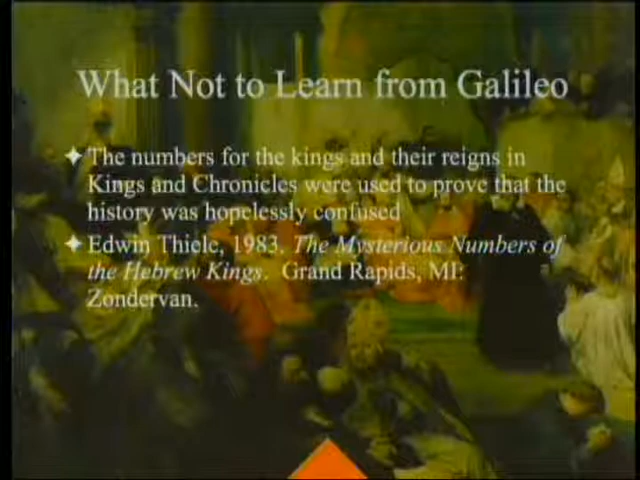 What Not to Learn from Galileo
The numbers for the kings and their reigns in
Kings and Chronicles were used to prove that the
history was hopelessly confused
Edwin Thiele, 1983. The Mysterious Numbers of
the Hebrew Kings. Grand Rapids, MI:
Zondervan.